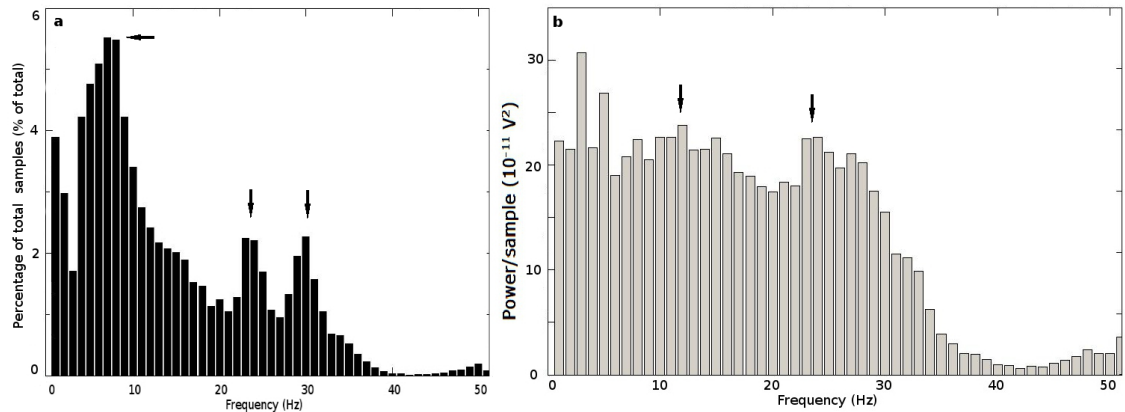 a
Percentage of total samples (% of total)
6
4
2
0
0 10 20 30 40 50
Frequency (Hz)
b
Power/sample (10⁻¹¹ V²)
30
20
10
0
0 10 20 30 40 50
Frequency (Hz)